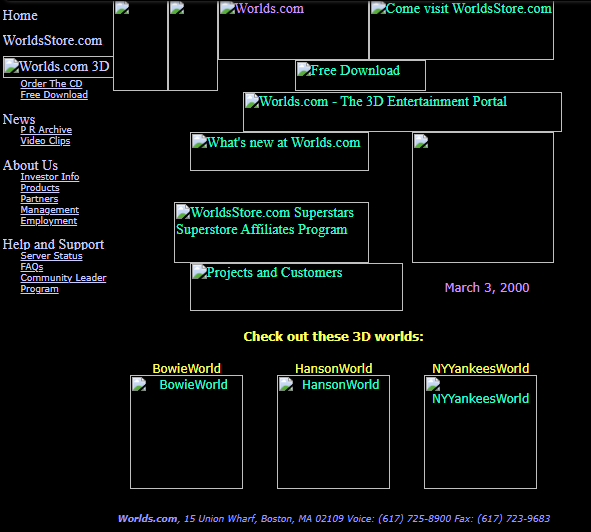 Home
WorldsStore.com
Worlds.com 3D
Order The CD
Free Download
News
P R Archive
Video Clips
About Us
Investor Info
Products
Partners
Management
Employment
Help and Support
Server Status
FAQs
Community Leader
Program
Worlds.com
Come visit WorldsStore.com
Free Download
Worlds.com - The 3D Entertainment Portal
What's new at Worlds.com
WorldsStore.com Superstars
Superstore Affiliates Program
Projects and Customers
March 3, 2000
Check out these 3D worlds:
BowieWorld HansonWorld NYYankeesWorld
BowieWorld HansonWorld NYYankeesWorld
Worlds.com, 15 Union Wharf, Boston, MA 02109 Voice: (617) 725-8900 Fax: (617) 723-9683